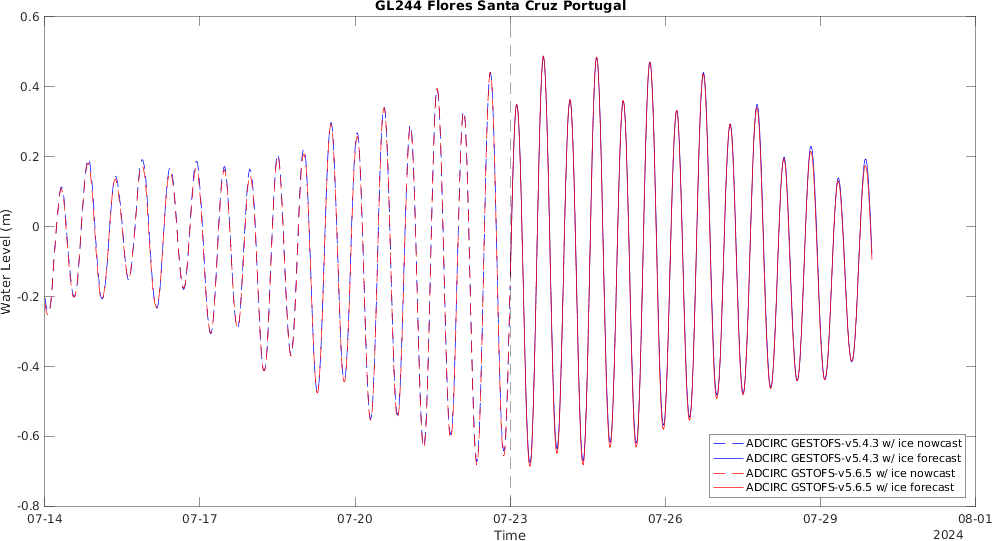 GL244 Flores Santa Cruz Portugal
0.6
0.4
0.2
0
-0.2
-0.4
-0.6
-0.8
Water Level (m)
07-14
07-17
07-20
07-23
07-26
07-29
08-01
Time
2024
ADCIRC GESTOFS-v5.4.3 w/ ice nowcast
ADCIRC GESTOFS-v5.4.3 w/ ice forecast
ADCIRC GSTOFS-v5.6.5 w/ ice nowcast
ADCIRC GSTOFS-v5.6.5 w/ ice forecast